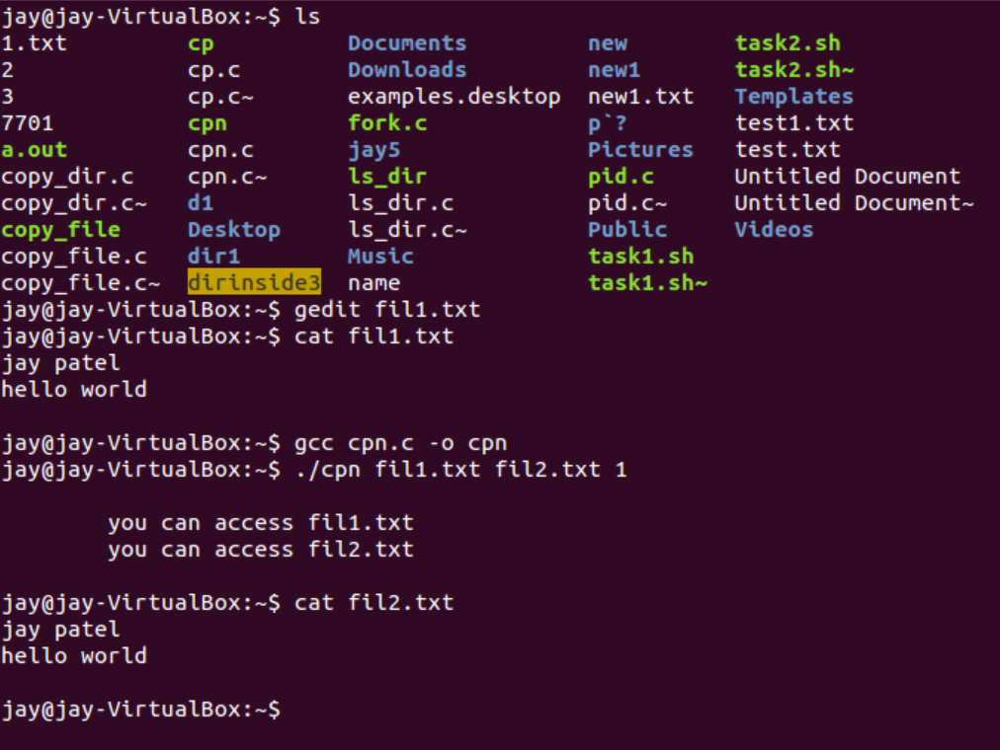 jay@jay-VirtualBox:~$ ls
1.txt cp Documents new task2.sh
2 cp.c Downloads new1 task2.sh~
3 cp.c~ examples.desktop new1.txt Templates
7701 cpn fork.c p`? test1.txt
a.out cpn.c jay5 Pictures test.txt
copy_dir.c cpn.c~ ls_dir pid.c Untitled Document
copy_dir.c~ d1 ls_dir.c pid.c~ Untitled Document~
copy_file Desktop ls_dir.c~ Public Videos
copy_file.c dir1 Music task1.sh
copy_file.c~ dirinside3 name task1.sh~
jay@jay-VirtualBox:~$ gedit fil1.txt
jay@jay-VirtualBox:~$ cat fil1.txt
jay patel
hello world
jay@jay-VirtualBox:~$ gcc cpn.c -o cpn
jay@jay-VirtualBox:~$ ./cpn fil1.txt fil2.txt 1
you can access fil1.txt
you can access fil2.txt
jay@jay-VirtualBox:~$ cat fil2.txt
jay patel
hello world
jay@jay-VirtualBox:~$